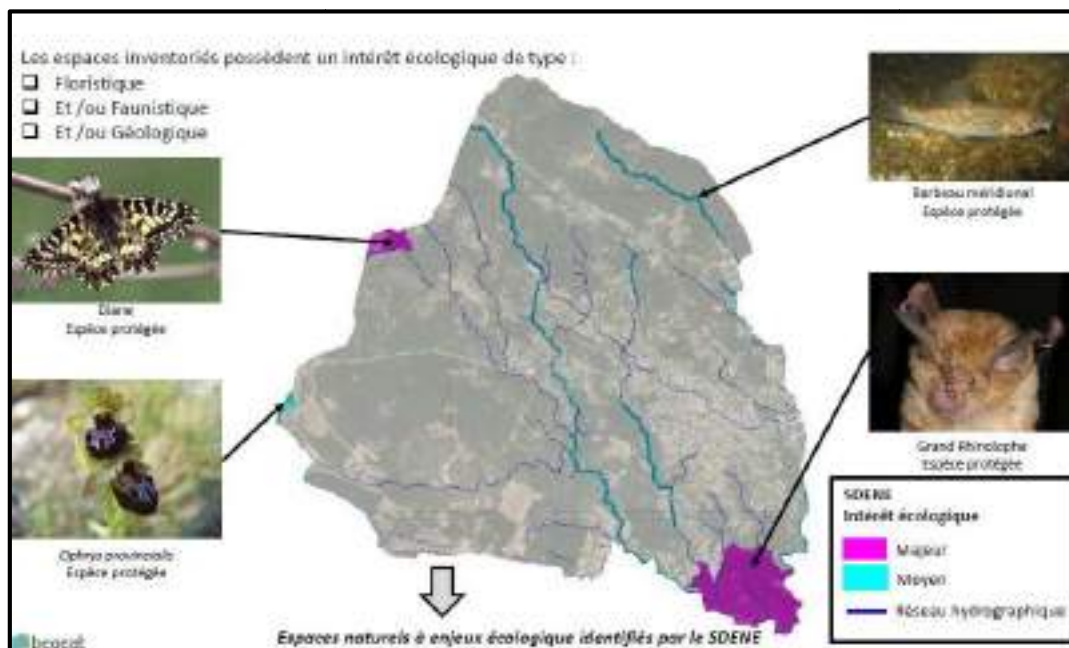 Les espaces inventoriés possèdent un intérêt écologique de type :
Floristique
Et /ou Faunistique
Et /ou Géologique
Diane
Espèce protégée
Ophrys provincialis
Espèce protégée
Barbeau méridional
Espèce protégée
Grand Rhinolophe
Espèce protégée
SDENE
Intérêt écologique
Majeur
Moyen
Réseau hydrographique
Espaces naturels à enjeux écologique identifiés par le SDENE